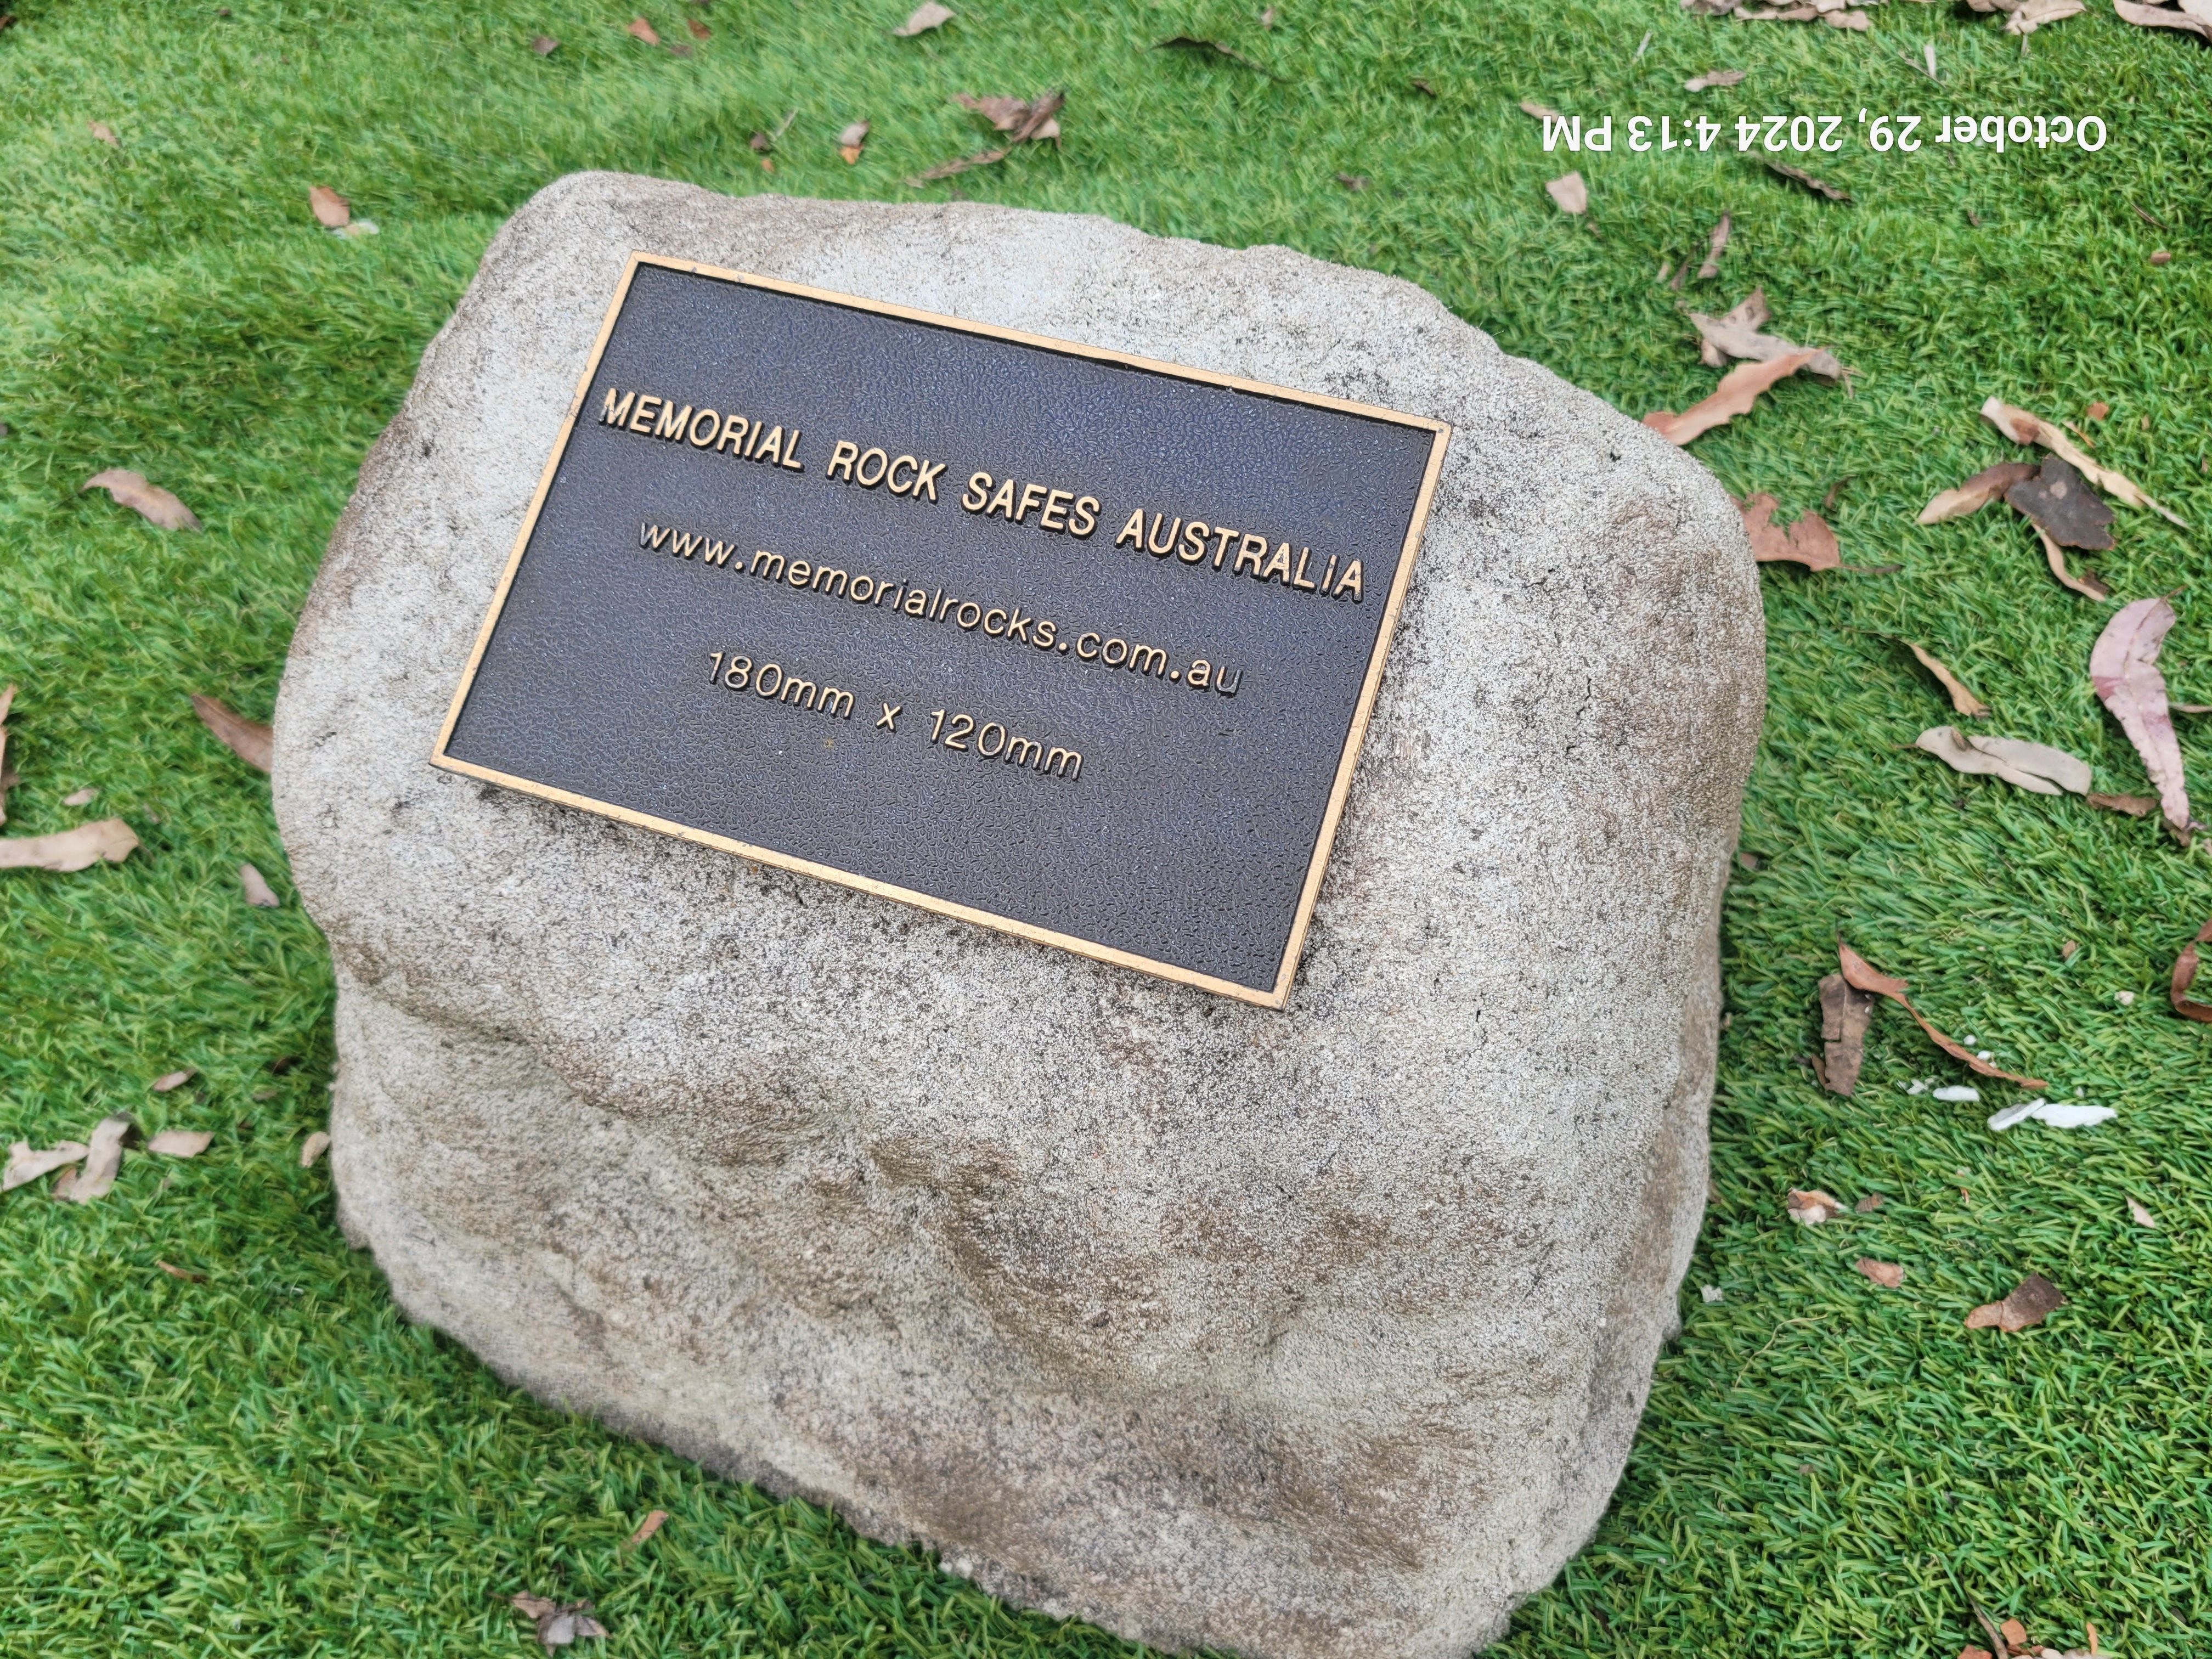 October 29, 2024 4:13 PM
MEMORIAL ROCK SAFES AUSTRALIA
www.memorialrocks.com.au
180mm x 120mm